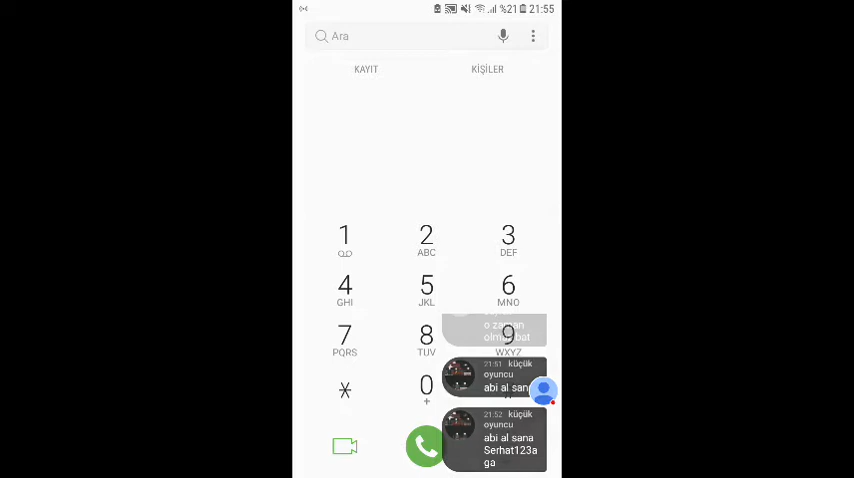 %21 21:55
Ara
KAYIT KİŞİLER
1 2 3
ABC DEF
4 5 6
GHI JKL MNO
o zaman
7 8 9
PQRS TUV WXYZ
21:51 küçük
oyuncu
abi al sana
* 0 #
+
21:52 küçük
oyuncu
abi al sana
Serhat123a
ga